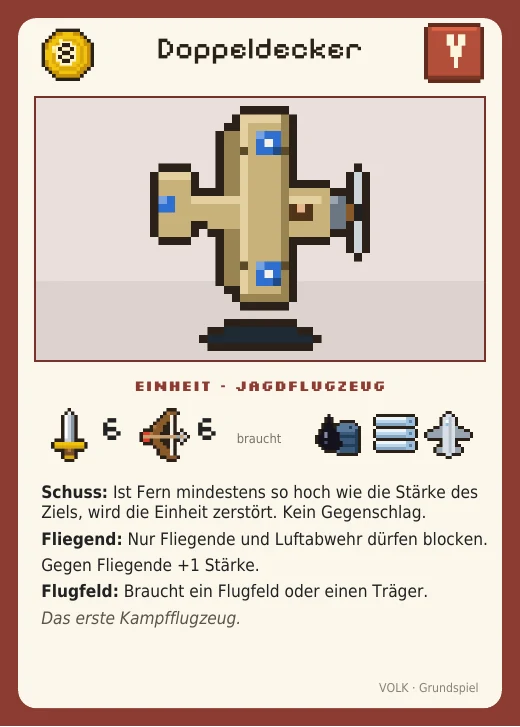 Doppeldecker
EINHEIT - JAGDFLUGZEUG
6 6 braucht
Schuss: Ist Fern mindestens so hoch wie die Stärke des
Ziels, wird die Einheit zerstört. Kein Gegenschlag.
Fliegend: Nur Fliegende und Luftabwehr dürfen blocken.
Gegen Fliegende +1 Stärke.
Flugfeld: Braucht ein Flugfeld oder einen Träger.
Das erste Kampfflugzeug.
VOLK · Grundspiel